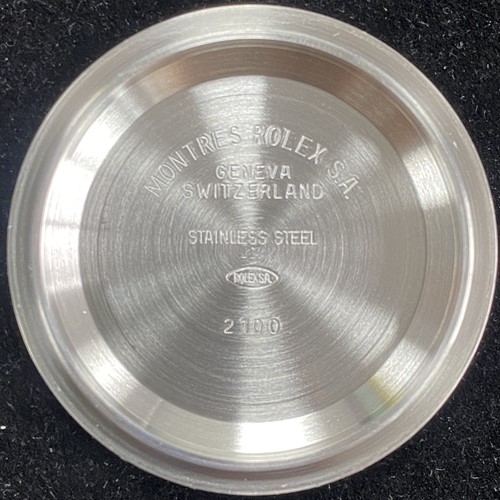 MONTRES ROLEX S.A.
GENEVA
SWITZERLAND
STAINLESS STEEL
ROLEX SA
2100